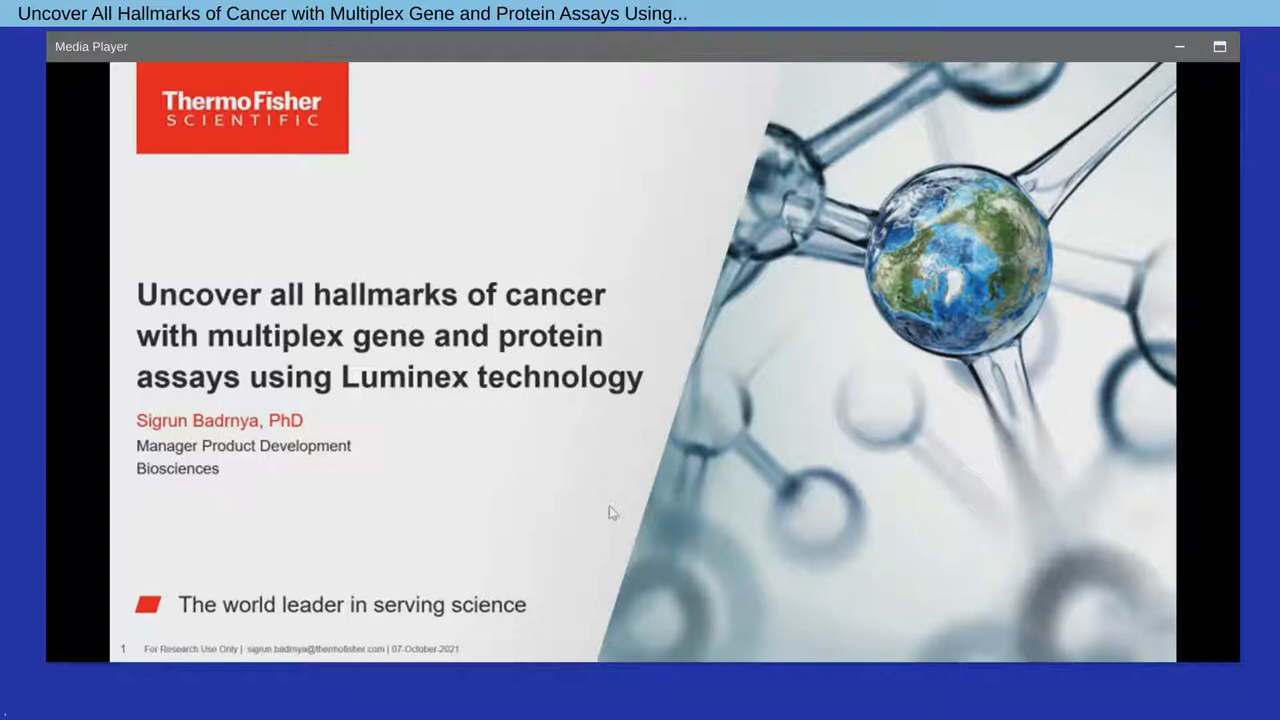 Uncover All Hallmarks of Cancer with Multiplex Gene and Protein Assays Using...
Media Player
ThermoFisher
SCIENTIFIC
Uncover all hallmarks of cancer
with multiplex gene and protein
assays using Luminex technology
Sigrun Badrnya, PhD
Manager Product Development
Biosciences
The world leader in serving science
1 For Research Use Only | sigrun.badrnya@thermofisher.com | 07-October-2021